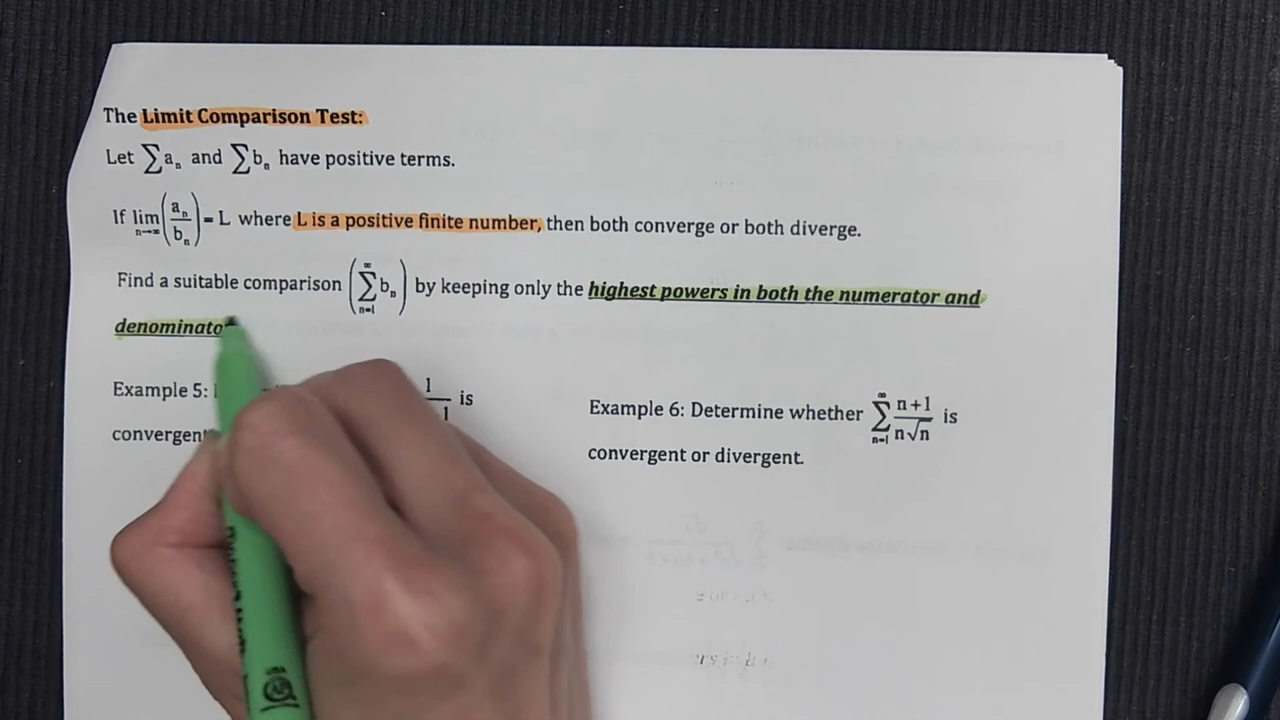 The Limit Comparison Test:
Let ∑aₙ and ∑bₙ have positive terms.
If lim n→∞ (aₙ/bₙ) = L where L is a positive finite number, then both converge or both diverge.
Find a suitable comparison (∑ n=1 ∞ bₙ) by keeping only the highest powers in both the numerator and
denominato
Example 5: 1 is
1
convergent
Example 6: Determine whether ∑ n=1 ∞ (n+1)/(n√n) is
convergent or divergent.